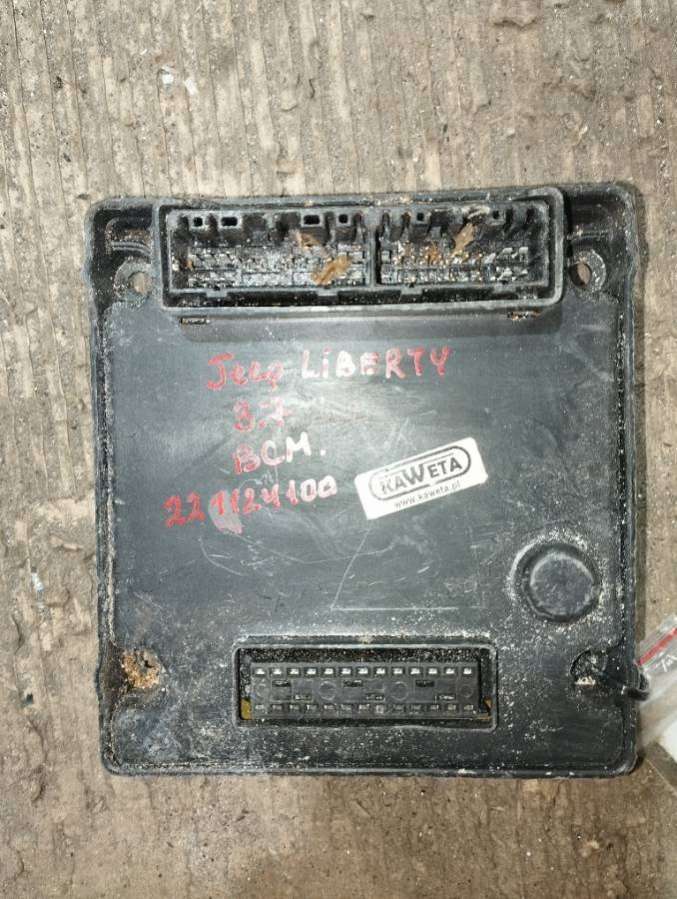 Jeep LIBERTY
3.7
BCM.
221124100
KAWETA
www.kaweta.pl